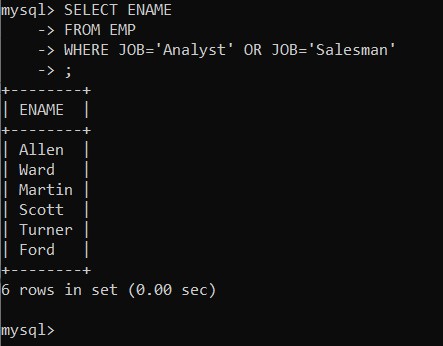 mysql> SELECT ENAME
    -> FROM EMP
    -> WHERE JOB='Analyst' OR JOB='Salesman'
    -> ;
+--------+
| ENAME  |
+--------+
| Allen  |
| Ward   |
| Martin |
| Scott  |
| Turner |
| Ford   |
+--------+
6 rows in set (0.00 sec)
mysql>